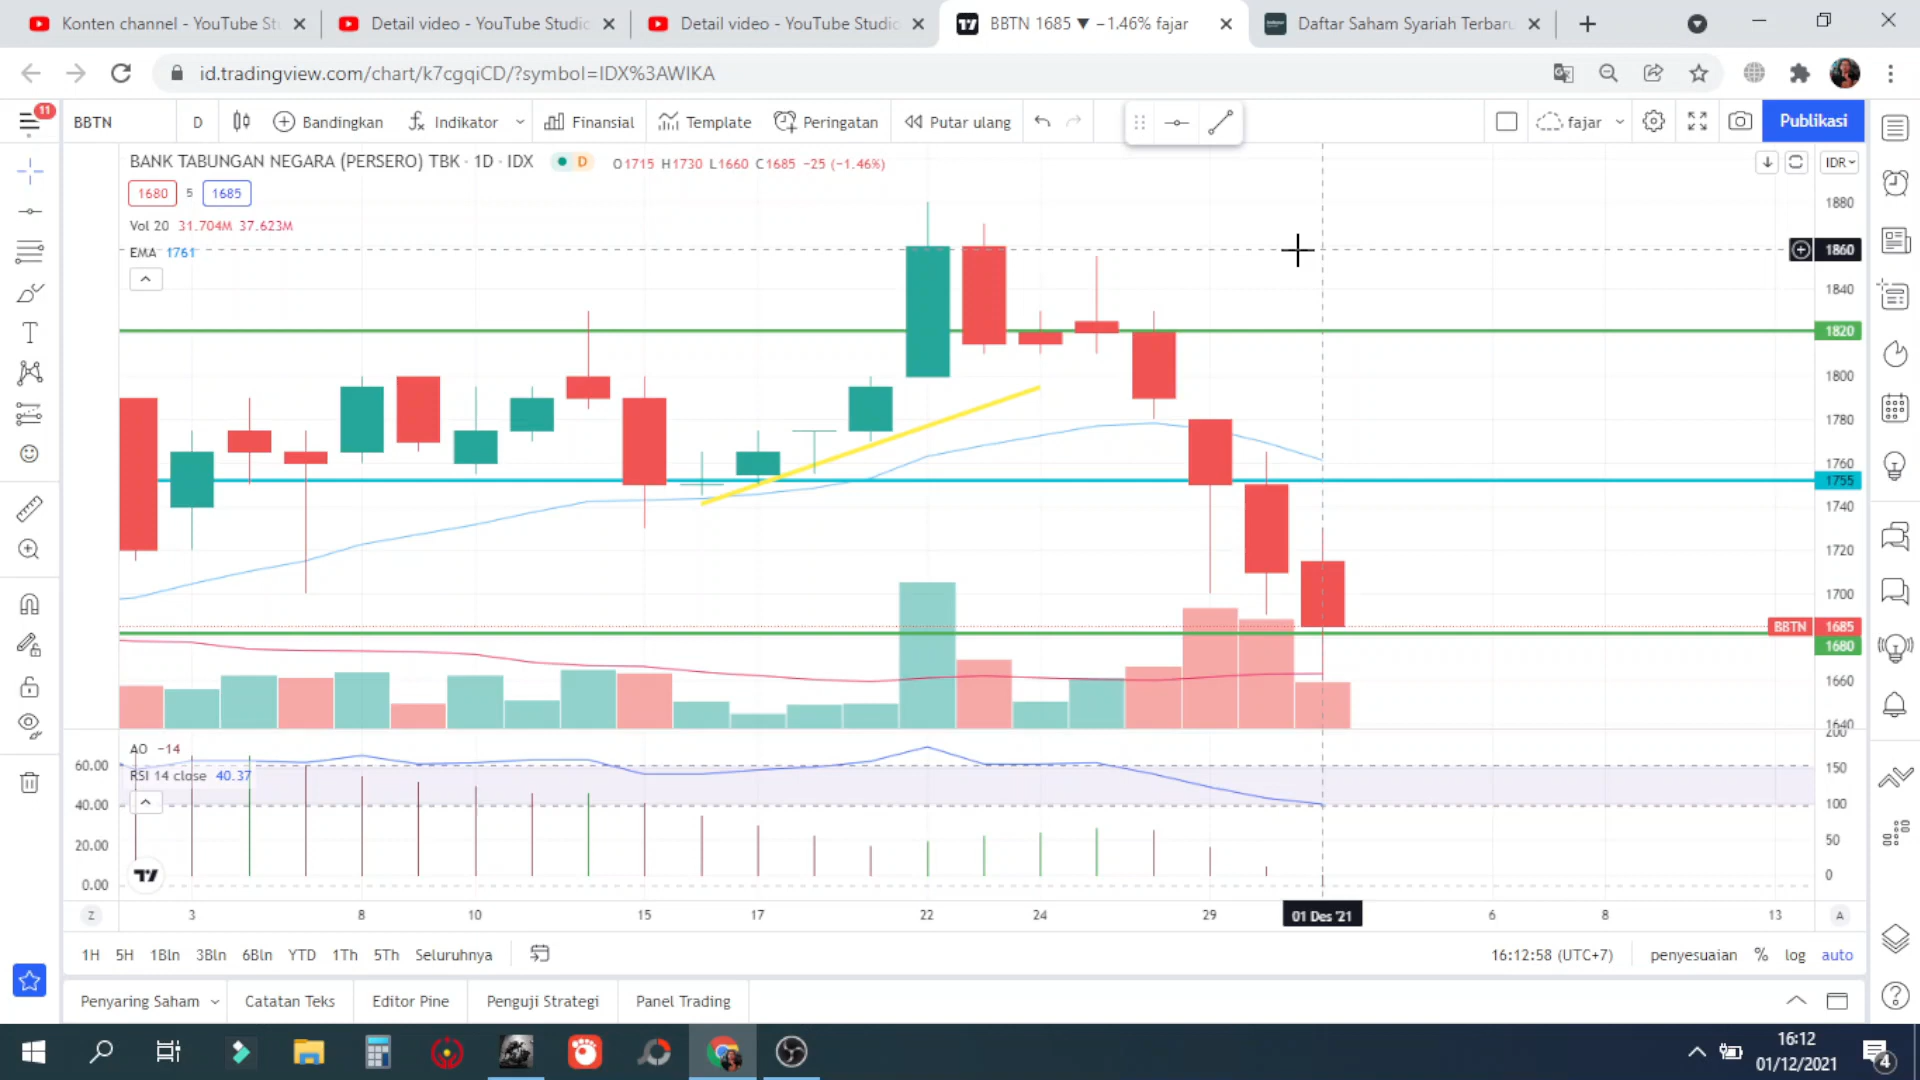 Konten channel - YouTube St
Detail video - YouTube Studio
Detail video - YouTube Studio
BBTN 1685 ▼ −1.46% fajar
Daftar Saham Syariah Terbaru
id.tradingview.com/chart/k7cgqiCD/?symbol=IDX%3AWIKA
11
BBTN
D
Bandingkan
Indikator
Finansial
Template
Peringatan
Putar ulang
fajar
Publikasi
BANK TABUNGAN NEGARA (PERSERO) TBK · 1D · IDX
D
O1715 H1730 L1660 C1685 −25 (−1.46%)
IDR
1680 5 1685
Vol 20 31.704M 37.623M
EMA 1761
1880
1860
1840
1820
1800
1780
1760
1755
1740
1720
1700
BBTN 1685
1680
1660
1640
200
150
100
50
0
AO −14
RSI 14 close 40.37
60.00
40.00
20.00
0.00
Z
3
8
10
15
17
22
24
29
01 Des '21
6
8
13
A
1H
5H
1Bln
3Bln
6Bln
YTD
1Th
5Th
Seluruhnya
16:12:58 (UTC+7)
penyesuaian
%
log
auto
Penyaring Saham
Catatan Teks
Editor Pine
Penguji Strategi
Panel Trading
16:12
01/12/2021
4